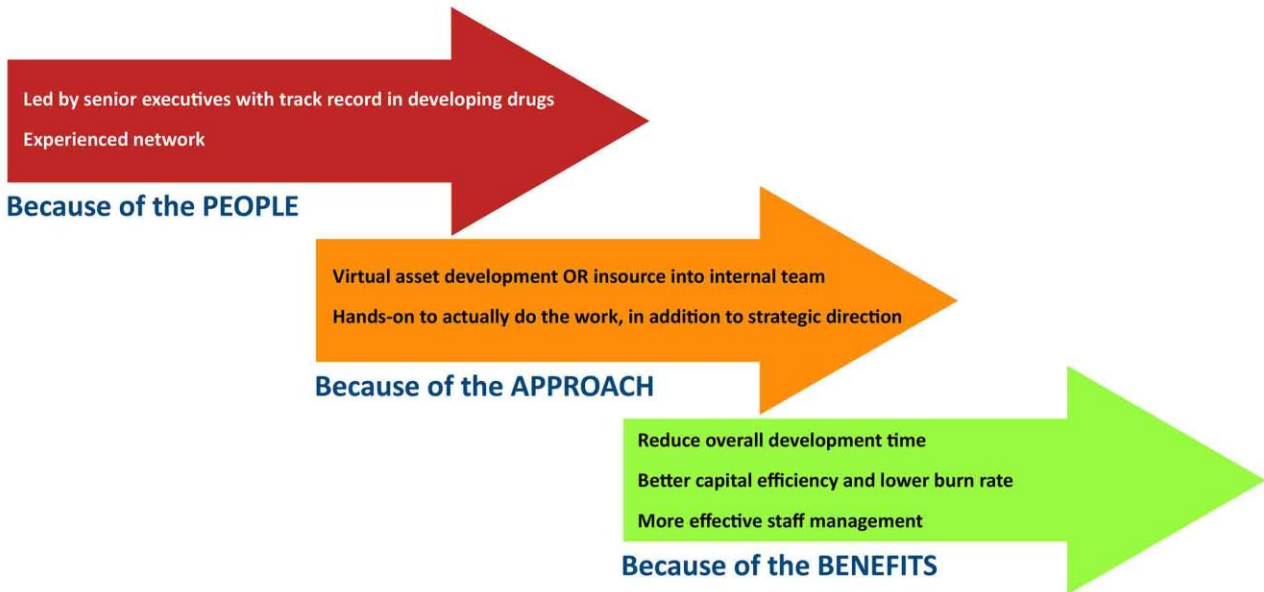 Led by senior executives with track record in developing drugs
Experienced network
Because of the PEOPLE
Virtual asset development OR insource into internal team
Hands-on to actually do the work, in addition to strategic direction
Because of the APPROACH
Reduce overall development time
Better capital efficiency and lower burn rate
More effective staff management
Because of the BENEFITS